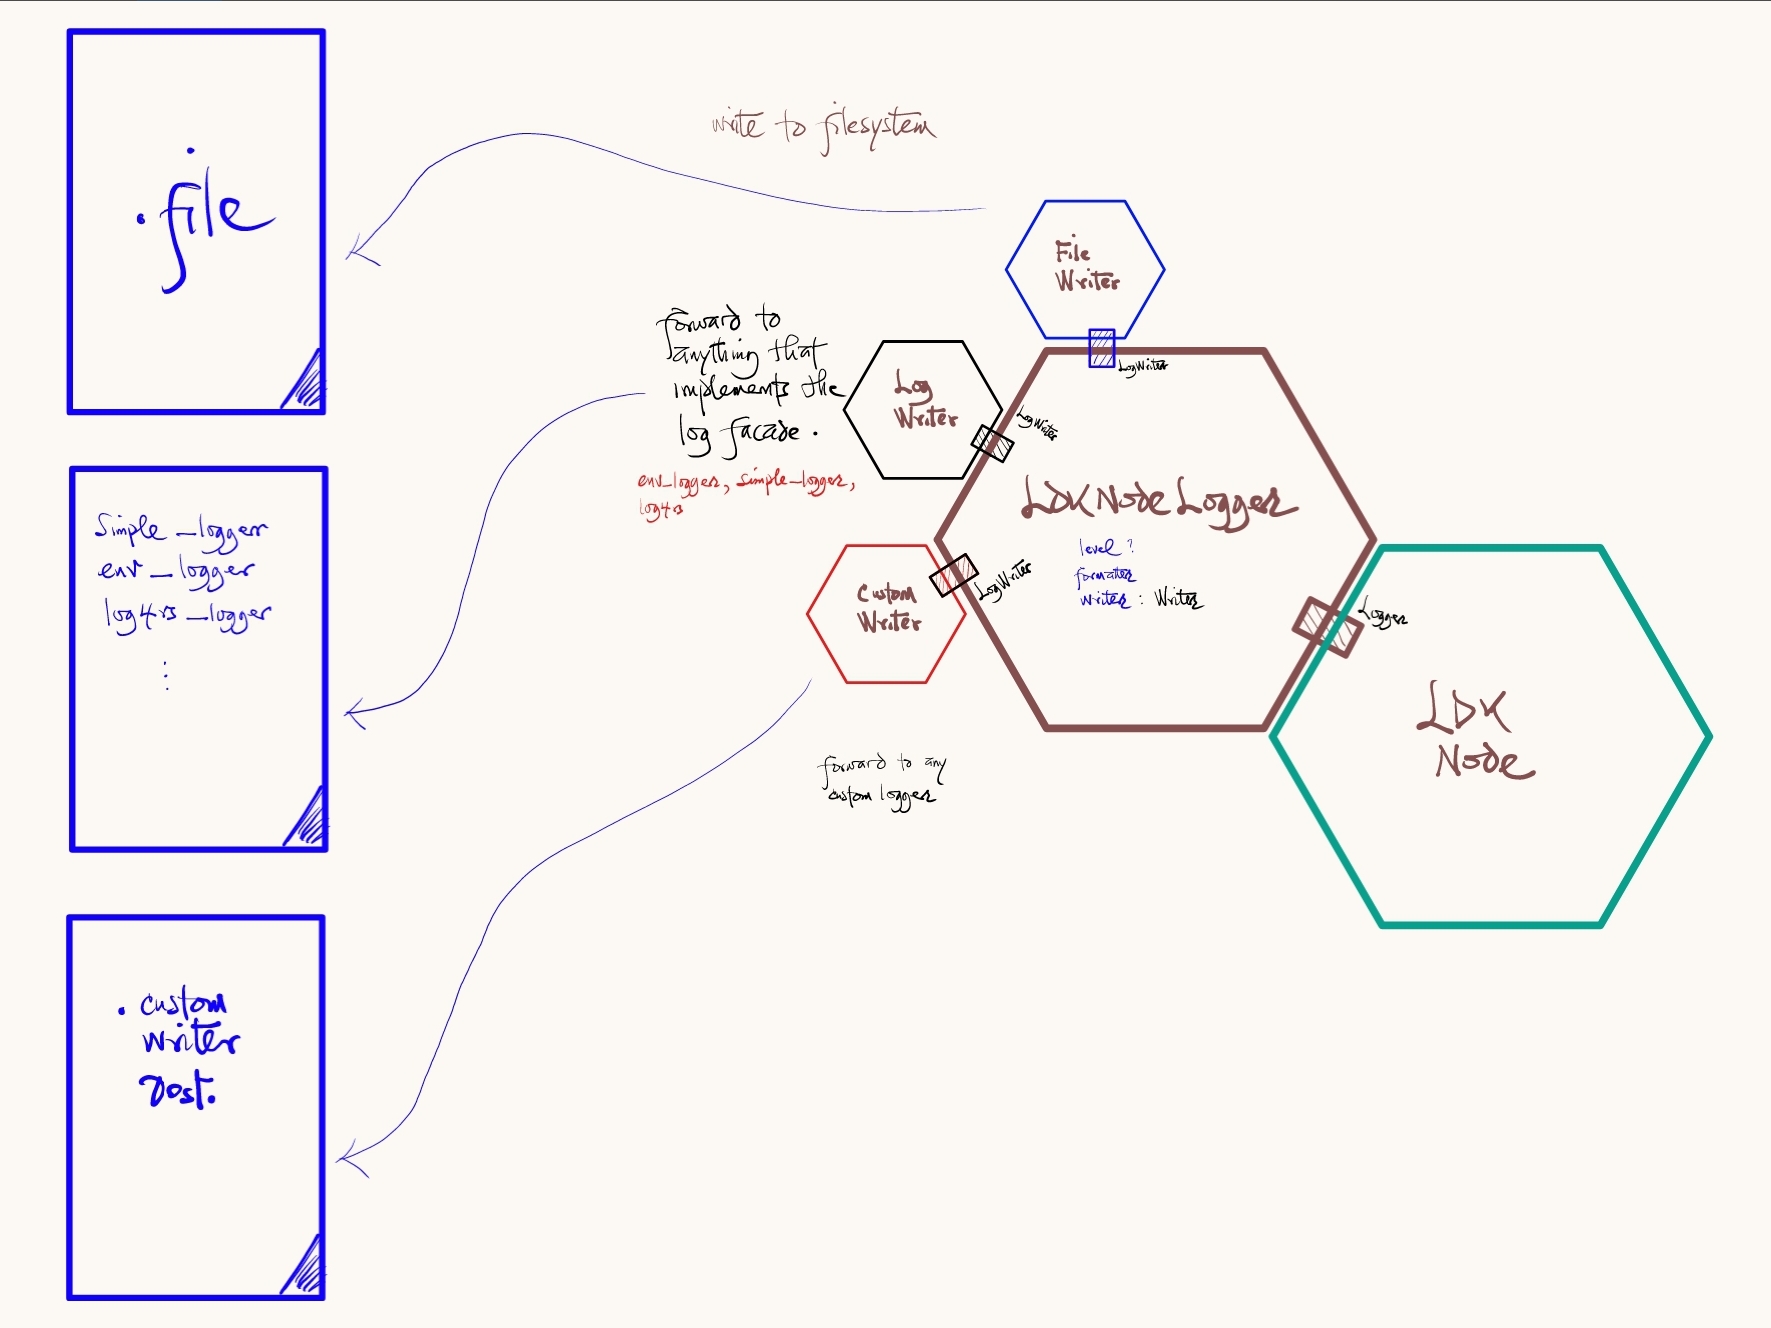 .file
write to filesystem
File
Writer
LogWriter
forward to
anything that
implements the
log facade.
env_logger, simple_logger,
log4rs
Log
Writer
LogWriter
LDK Node Logger
level?
formatter
writer: Writer
Custom
Writer
LogWriter
Logger
LDK
Node
Simple_logger
env_logger
log4rs_logger
⋮
forward to any
custom logger
• custom
writer